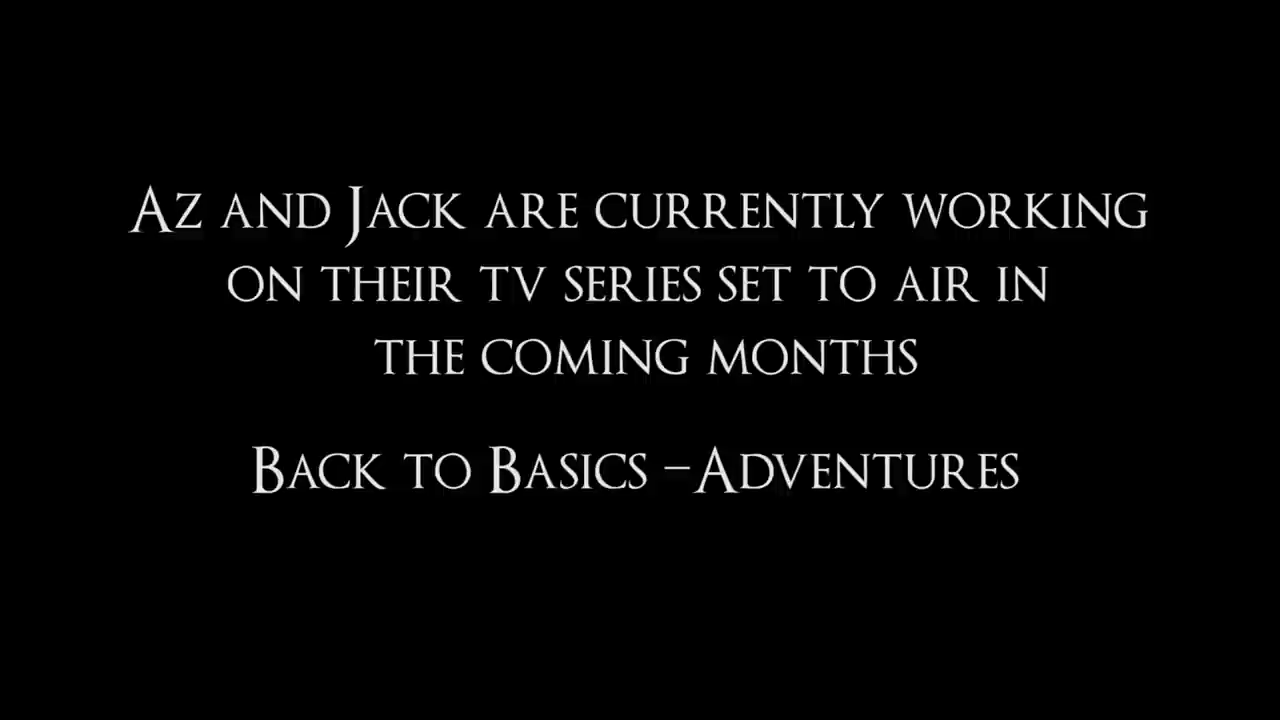 Az and Jack are currently working
on their tv series set to air in
the coming months
Back to Basics –Adventures